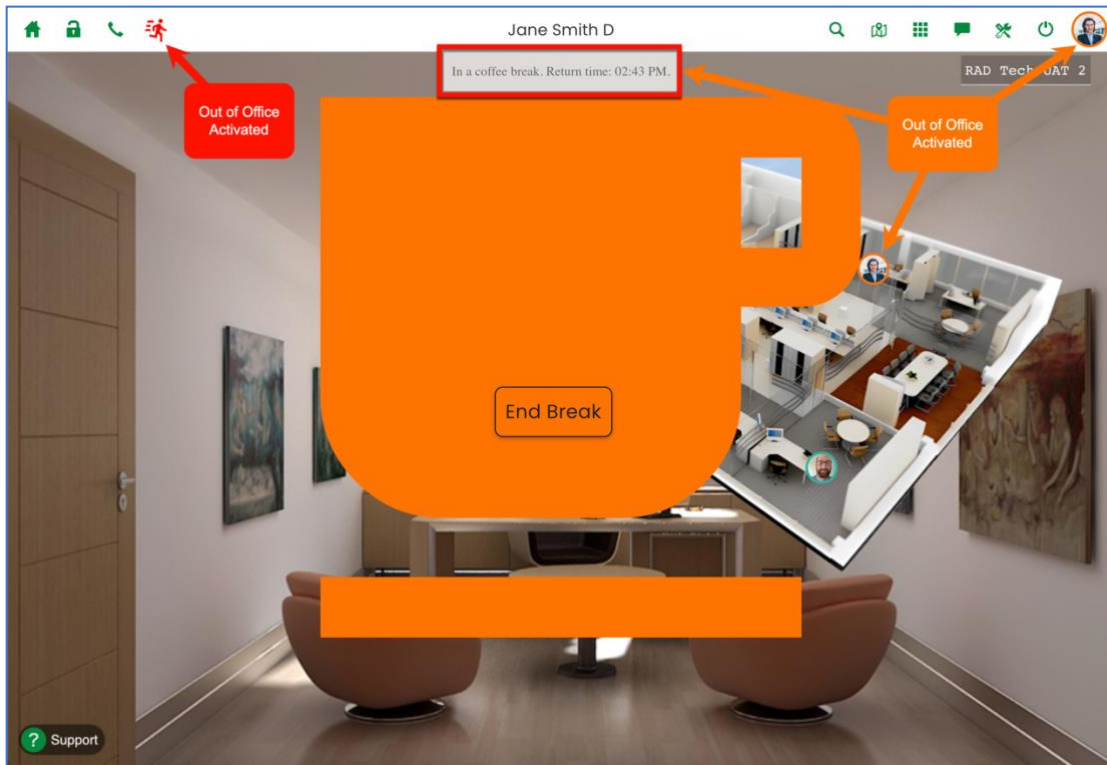 Jane Smith D
In a coffee break. Return time: 02:43 PM.
RAD Tech UAT 2
Out of Office
Activated
Out of Office
Activated
End Break
? Support